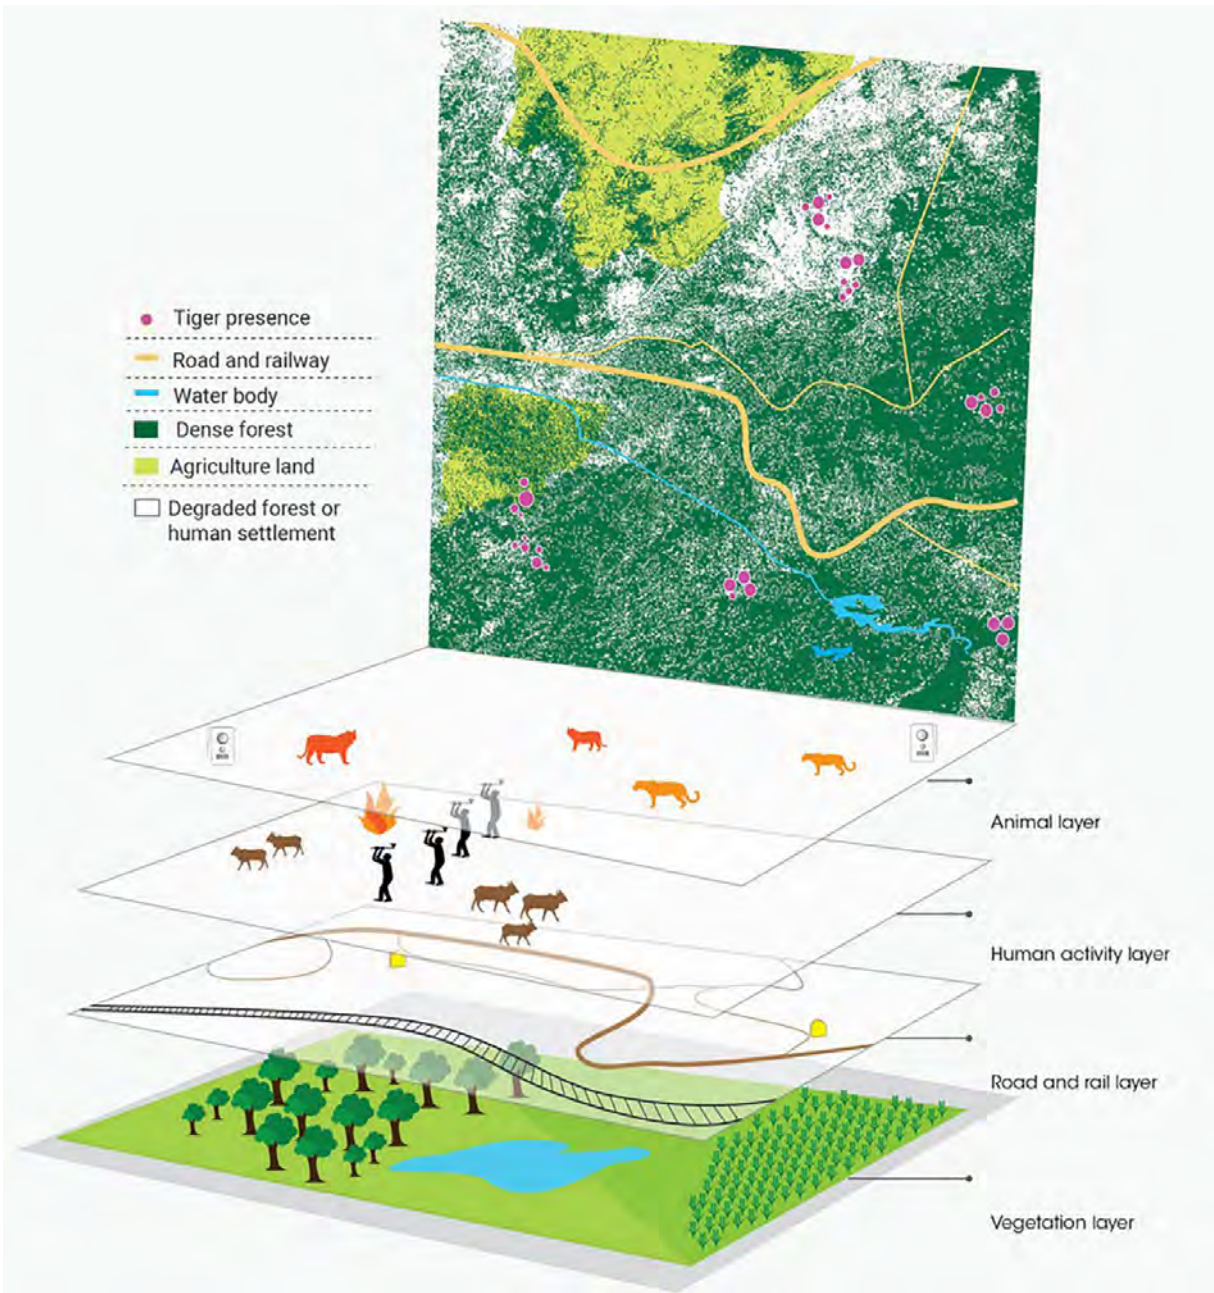 Tiger presence
Road and railway
Water body
Dense forest
Agriculture land
Degraded forest or
human settlement
Animal layer
Human activity layer
Road and rail layer
Vegetation layer